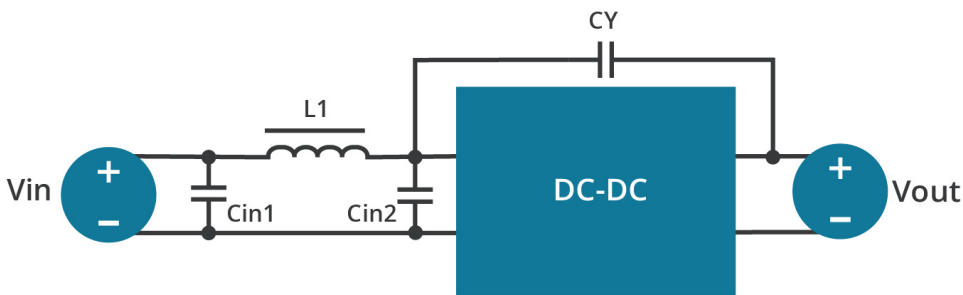 CY
L1
+
+
Vin
DC-DC
Vout
−
Cin1
Cin2
−